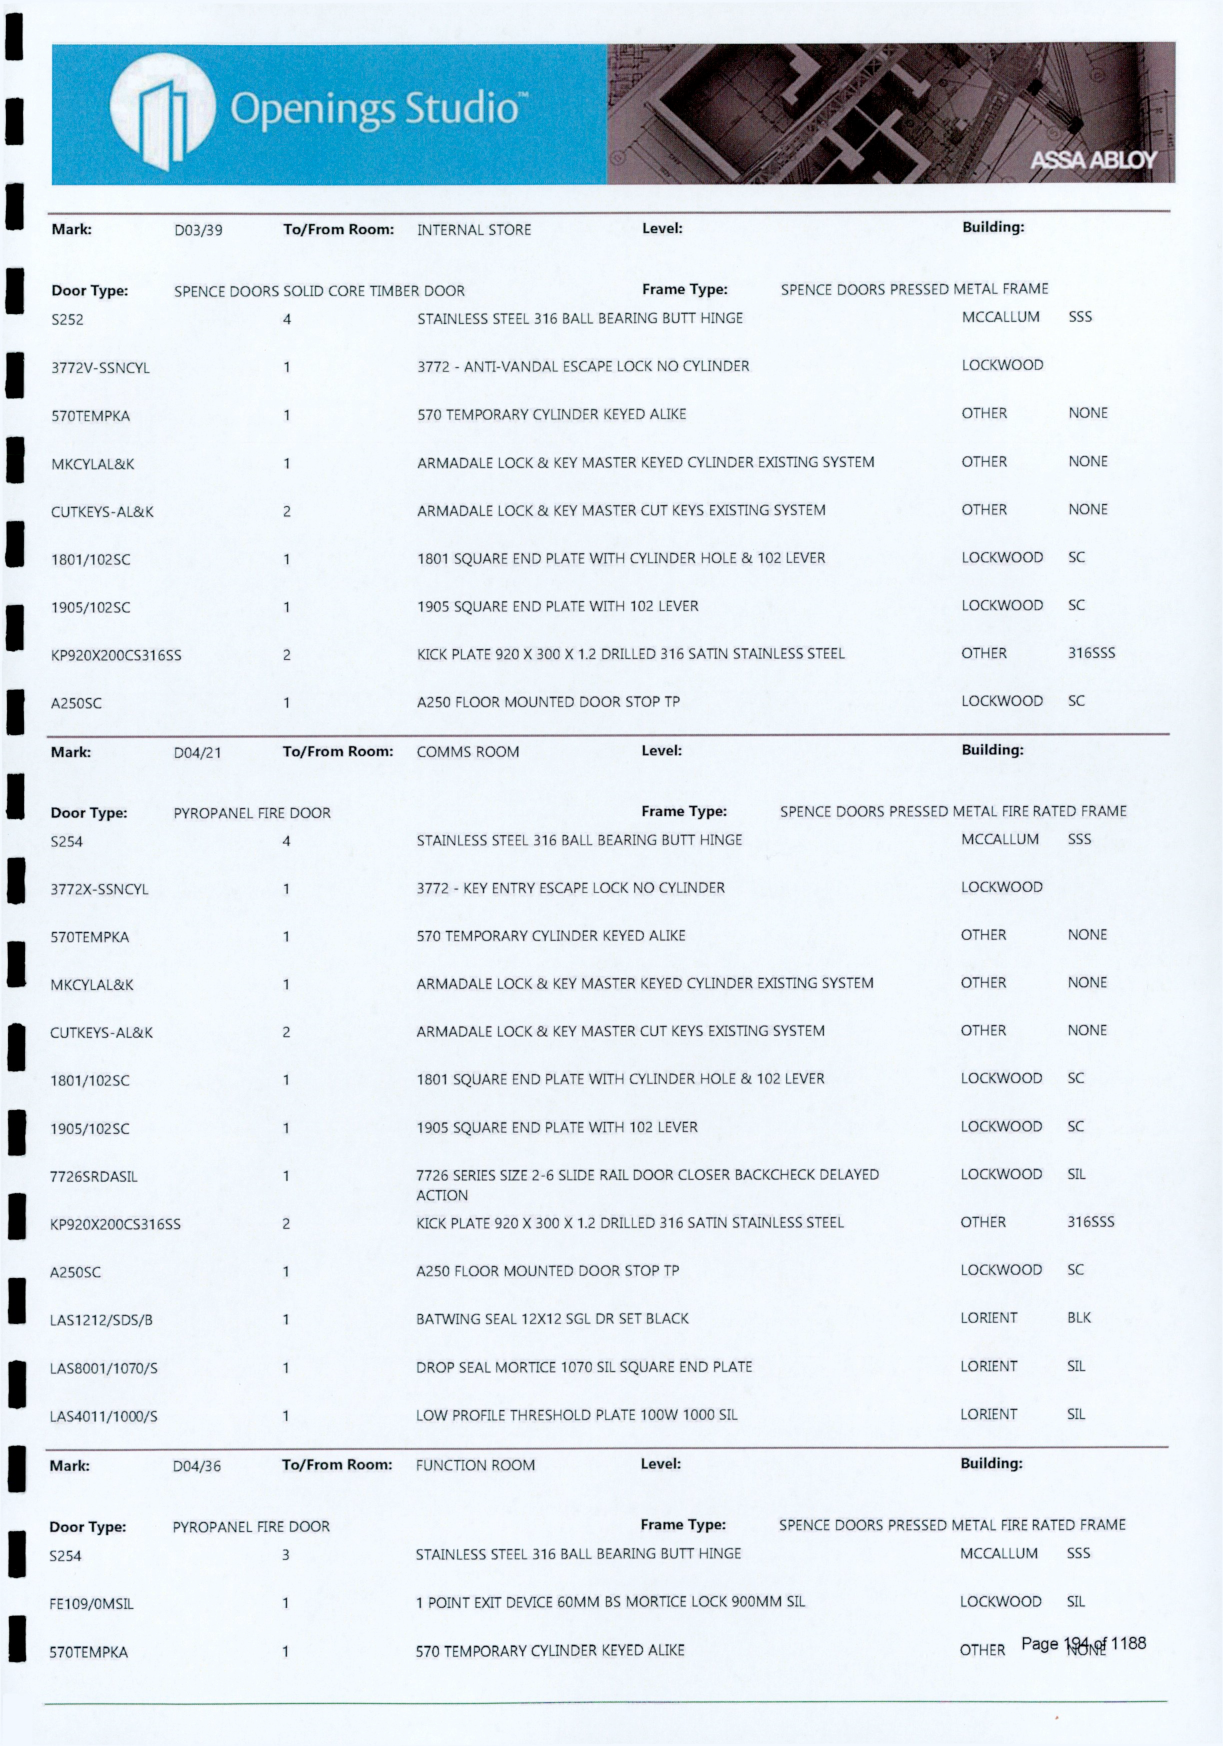 Openings Studio™
ASSA ABLOY
Mark: D03/39 To/From Room: INTERNAL STORE Level: Building:
Door Type: SPENCE DOORS SOLID CORE TIMBER DOOR Frame Type: SPENCE DOORS PRESSED METAL FRAME
S252 4 STAINLESS STEEL 316 BALL BEARING BUTT HINGE MCCALLUM SSS
3772V-SSNCYL 1 3772 - ANTI-VANDAL ESCAPE LOCK NO CYLINDER LOCKWOOD
570TEMPKA 1 570 TEMPORARY CYLINDER KEYED ALIKE OTHER NONE
MKCYLAL&K 1 ARMADALE LOCK & KEY MASTER KEYED CYLINDER EXISTING SYSTEM OTHER NONE
CUTKEYS-AL&K 2 ARMADALE LOCK & KEY MASTER CUT KEYS EXISTING SYSTEM OTHER NONE
1801/102SC 1 1801 SQUARE END PLATE WITH CYLINDER HOLE & 102 LEVER LOCKWOOD SC
1905/102SC 1 1905 SQUARE END PLATE WITH 102 LEVER LOCKWOOD SC
KP920X200CS316SS 2 KICK PLATE 920 X 300 X 1.2 DRILLED 316 SATIN STAINLESS STEEL OTHER 316SSS
A250SC 1 A250 FLOOR MOUNTED DOOR STOP TP LOCKWOOD SC
Mark: D04/21 To/From Room: COMMS ROOM Level: Building:
Door Type: PYROPANEL FIRE DOOR Frame Type: SPENCE DOORS PRESSED METAL FIRE RATED FRAME
S254 4 STAINLESS STEEL 316 BALL BEARING BUTT HINGE MCCALLUM SSS
3772X-SSNCYL 1 3772 - KEY ENTRY ESCAPE LOCK NO CYLINDER LOCKWOOD
570TEMPKA 1 570 TEMPORARY CYLINDER KEYED ALIKE OTHER NONE
MKCYLAL&K 1 ARMADALE LOCK & KEY MASTER KEYED CYLINDER EXISTING SYSTEM OTHER NONE
CUTKEYS-AL&K 2 ARMADALE LOCK & KEY MASTER CUT KEYS EXISTING SYSTEM OTHER NONE
1801/102SC 1 1801 SQUARE END PLATE WITH CYLINDER HOLE & 102 LEVER LOCKWOOD SC
1905/102SC 1 1905 SQUARE END PLATE WITH 102 LEVER LOCKWOOD SC
7726SRDASIL 1 7726 SERIES SIZE 2-6 SLIDE RAIL DOOR CLOSER BACKCHECK DELAYED LOCKWOOD SIL
ACTION
KP920X200CS316SS 2 KICK PLATE 920 X 300 X 1.2 DRILLED 316 SATIN STAINLESS STEEL OTHER 316SSS
A250SC 1 A250 FLOOR MOUNTED DOOR STOP TP LOCKWOOD SC
LAS1212/SDS/B 1 BATWING SEAL 12X12 SGL DR SET BLACK LORIENT BLK
LAS8001/1070/S 1 DROP SEAL MORTICE 1070 SIL SQUARE END PLATE LORIENT SIL
LAS4011/1000/S 1 LOW PROFILE THRESHOLD PLATE 100W 1000 SIL LORIENT SIL
Mark: D04/36 To/From Room: FUNCTION ROOM Level: Building:
Door Type: PYROPANEL FIRE DOOR Frame Type: SPENCE DOORS PRESSED METAL FIRE RATED FRAME
S254 3 STAINLESS STEEL 316 BALL BEARING BUTT HINGE MCCALLUM SSS
FE109/0MSIL 1 1 POINT EXIT DEVICE 60MM BS MORTICE LOCK 900MM SIL LOCKWOOD SIL
570TEMPKA 1 570 TEMPORARY CYLINDER KEYED ALIKE OTHER NONE
Page 194 of 1188